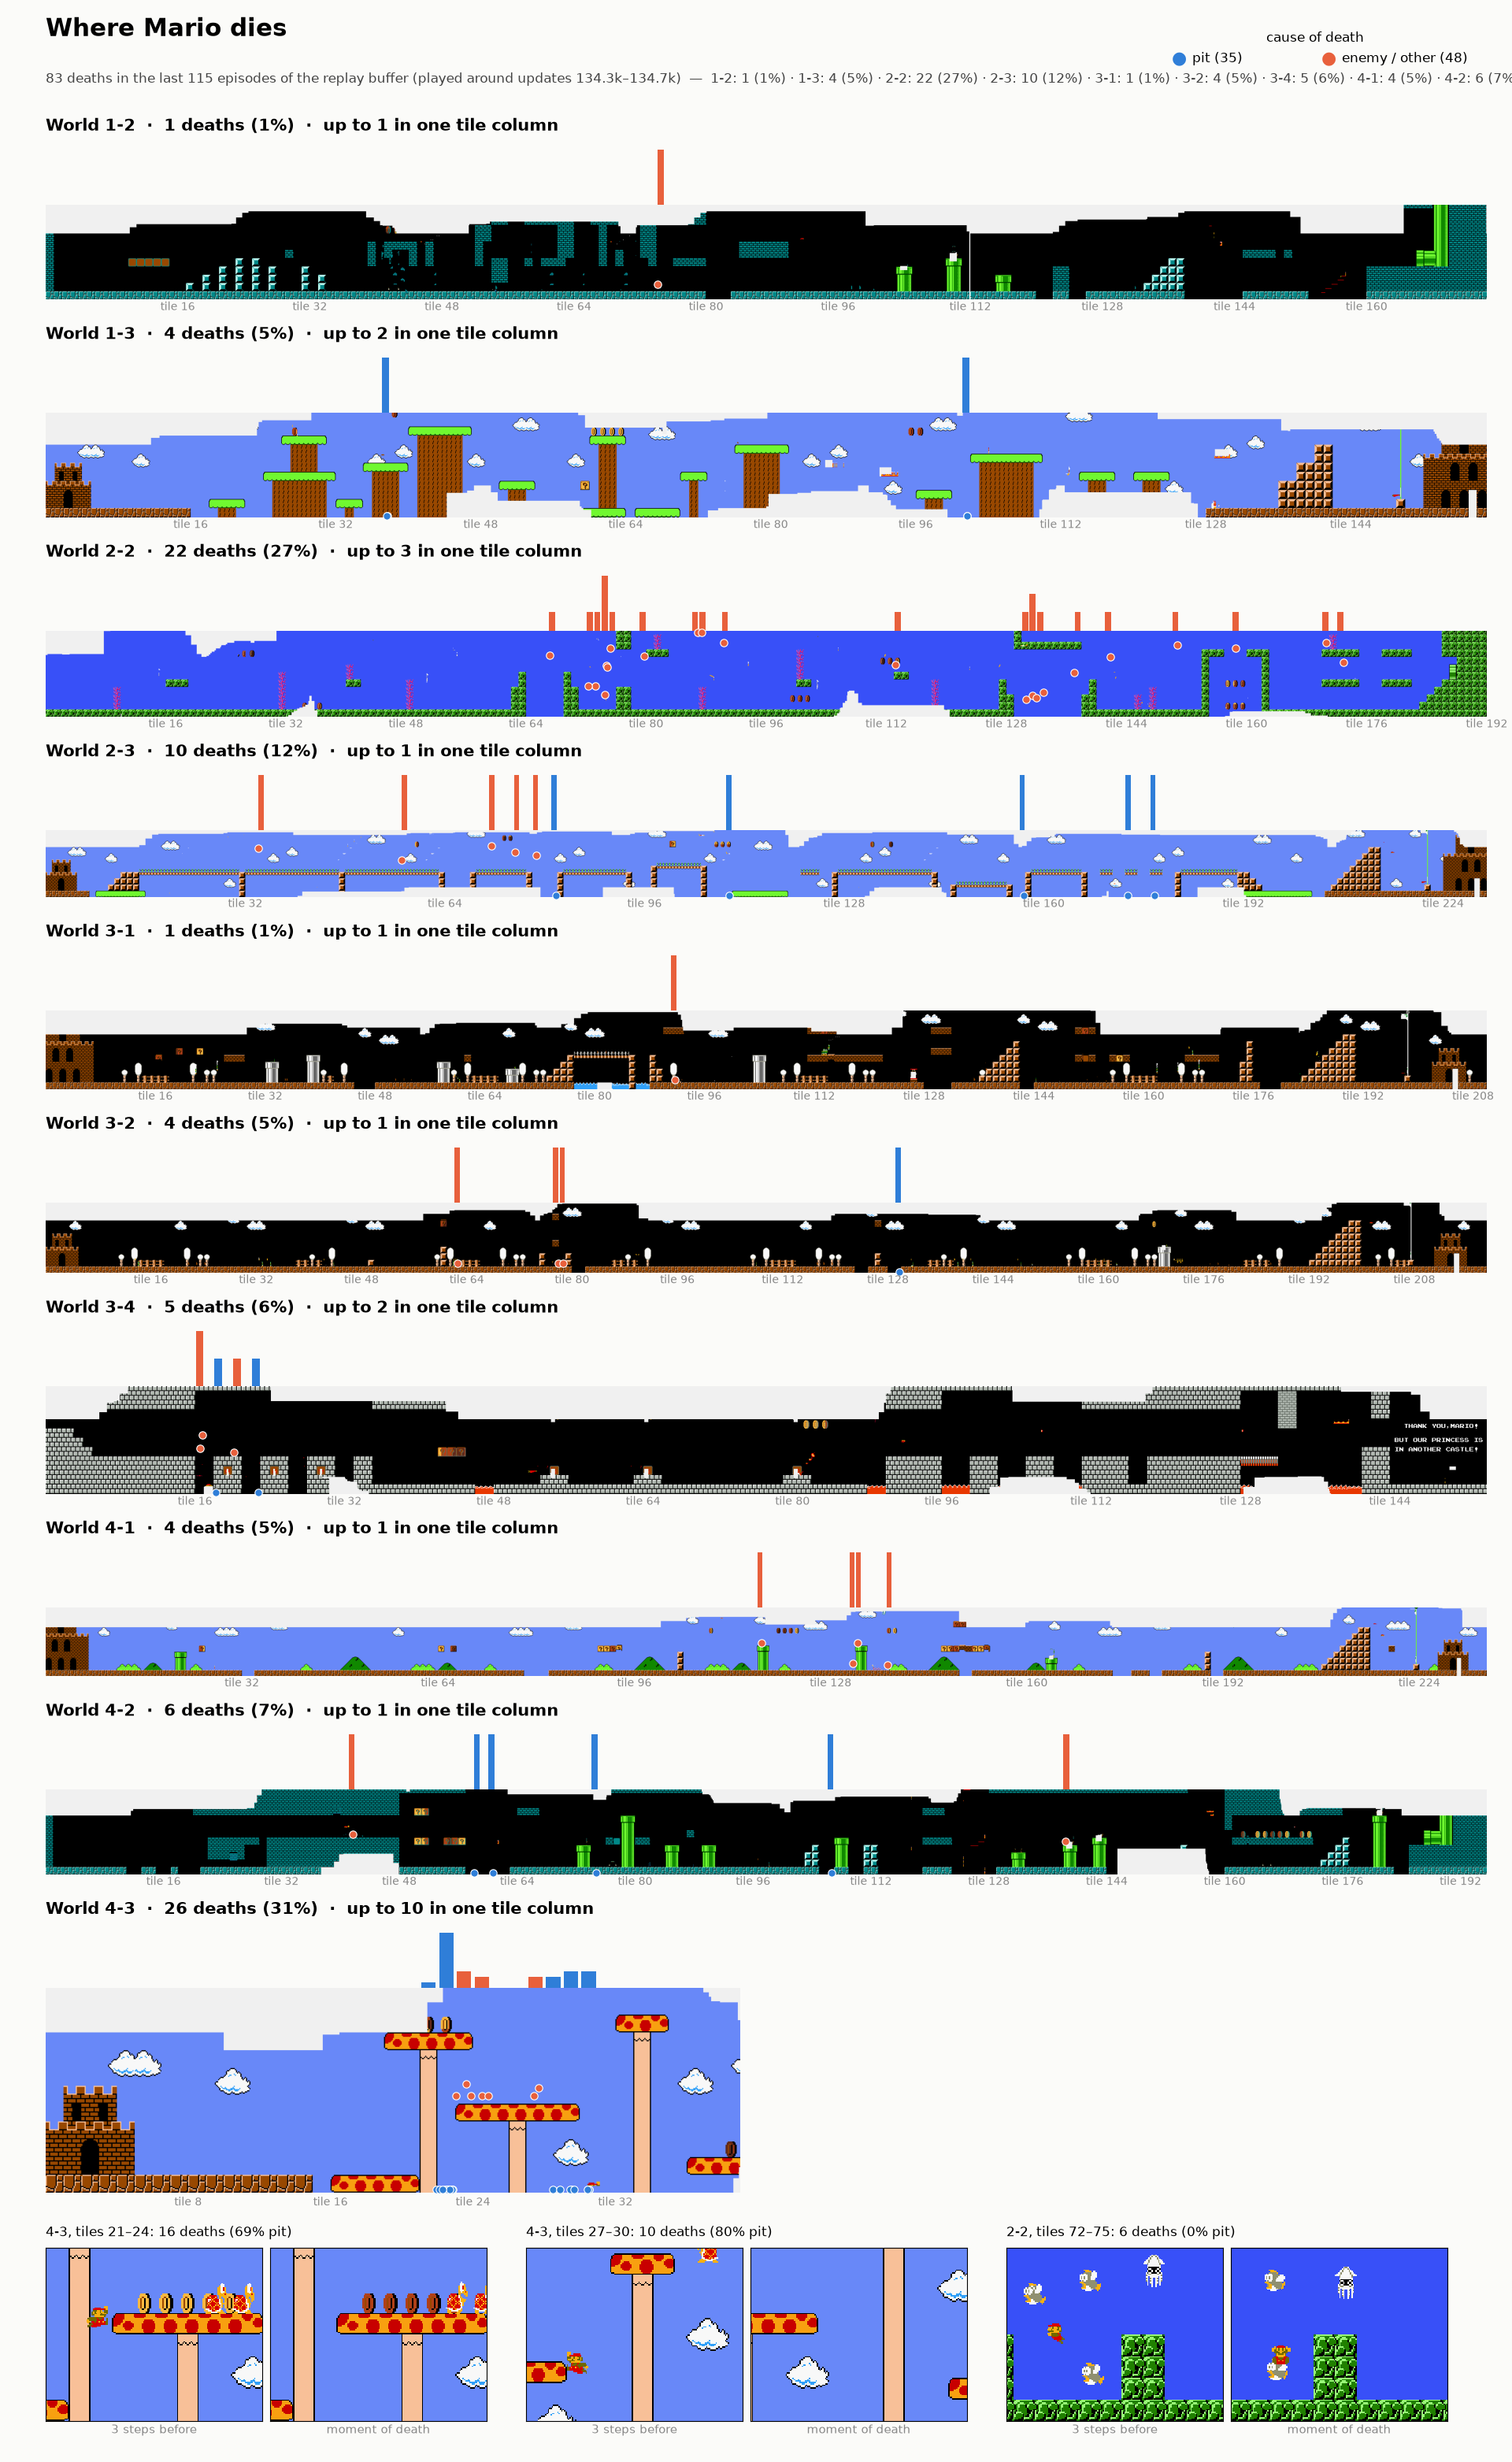 Where Mario dies
cause of death
pit (35) enemy / other (48)
83 deaths in the last 115 episodes of the replay buffer (played around updates 134.3k–134.7k) — 1-2: 1 (1%) · 1-3: 4 (5%) · 2-2: 22 (27%) · 2-3: 10 (12%) · 3-1: 1 (1%) · 3-2: 4 (5%) · 3-4: 5 (6%) · 4-1: 4 (5%) · 4-2: 6 (7%
World 1-2 · 1 deaths (1%) · up to 1 in one tile column
tile 16 tile 32 tile 48 tile 64 tile 80 tile 96 tile 112 tile 128 tile 144 tile 160
World 1-3 · 4 deaths (5%) · up to 2 in one tile column
tile 16 tile 32 tile 48 tile 64 tile 80 tile 96 tile 112 tile 128 tile 144
World 2-2 · 22 deaths (27%) · up to 3 in one tile column
tile 16 tile 32 tile 48 tile 64 tile 80 tile 96 tile 112 tile 128 tile 144 tile 160 tile 176 tile 192
World 2-3 · 10 deaths (12%) · up to 1 in one tile column
tile 32 tile 64 tile 96 tile 128 tile 160 tile 192 tile 224
World 3-1 · 1 deaths (1%) · up to 1 in one tile column
tile 16 tile 32 tile 48 tile 64 tile 80 tile 96 tile 112 tile 128 tile 144 tile 160 tile 176 tile 192 tile 208
World 3-2 · 4 deaths (5%) · up to 1 in one tile column
tile 16 tile 32 tile 48 tile 64 tile 80 tile 96 tile 112 tile 128 tile 144 tile 160 tile 176 tile 192 tile 208
World 3-4 · 5 deaths (6%) · up to 2 in one tile column
THANK YOU,MARIO!
BUT OUR PRINCESS IS
IN ANOTHER CASTLE!
tile 16 tile 32 tile 48 tile 64 tile 80 tile 96 tile 112 tile 128 tile 144
World 4-1 · 4 deaths (5%) · up to 1 in one tile column
tile 32 tile 64 tile 96 tile 128 tile 160 tile 192 tile 224
World 4-2 · 6 deaths (7%) · up to 1 in one tile column
tile 16 tile 32 tile 48 tile 64 tile 80 tile 96 tile 112 tile 128 tile 144 tile 160 tile 176 tile 192
World 4-3 · 26 deaths (31%) · up to 10 in one tile column
tile 8 tile 16 tile 24 tile 32
4-3, tiles 21–24: 16 deaths (69% pit) 4-3, tiles 27–30: 10 deaths (80% pit) 2-2, tiles 72–75: 6 deaths (0% pit)
3 steps before moment of death 3 steps before moment of death 3 steps before moment of death